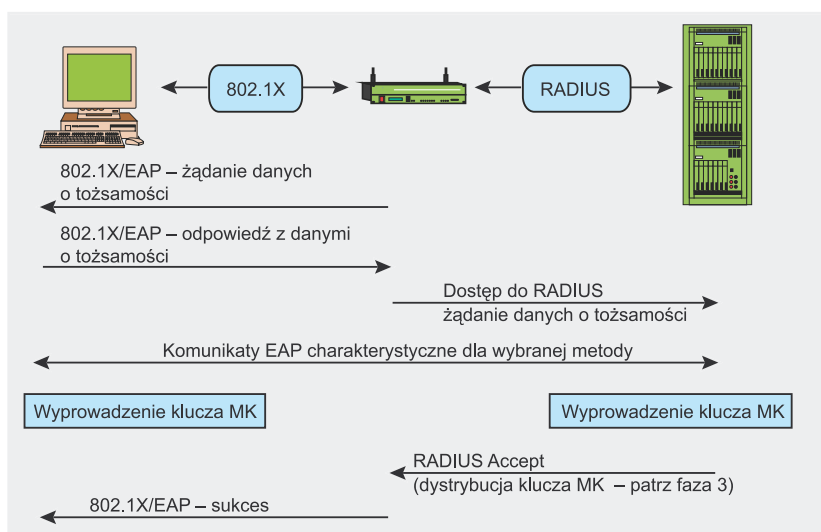 802.1X
RADIUS
802.1X/EAP – żądanie danych
o tożsamości
802.1X/EAP – odpowiedź z danymi
o tożsamości
Dostęp do RADIUS
żądanie danych o tożsamości
Komunikaty EAP charakterystyczne dla wybranej metody
Wyprowadzenie klucza MK
Wyprowadzenie klucza MK
RADIUS Accept
(dystrybucja klucza MK – patrz faza 3)
802.1X/EAP – sukces